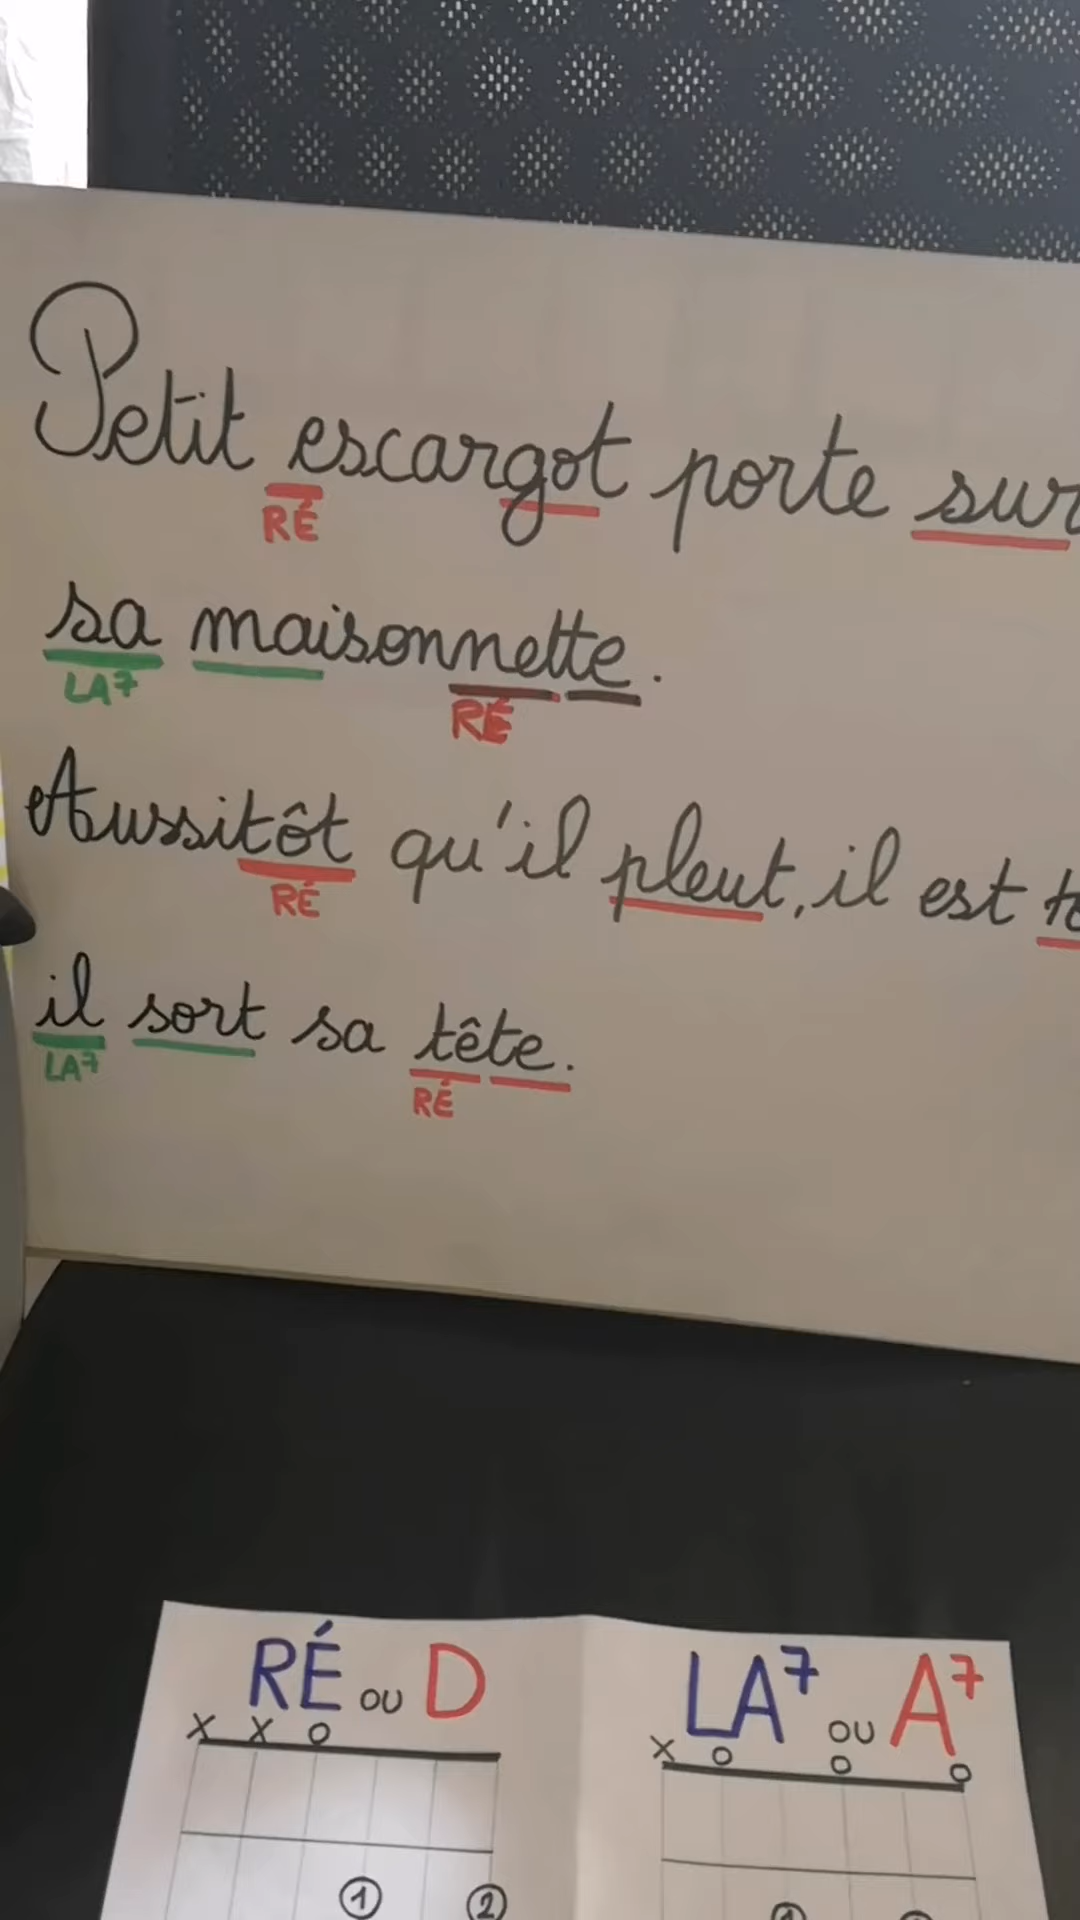 Petit escargot porte sur
RÉ
sa maisonnette.
LA7 RÉ
Aussitôt qu'il pleut, il est
RÉ
il sort sa tête.
LA7 RÉ
RÉ OU D
X X O
1 2
LA7 OU A7
X O O O